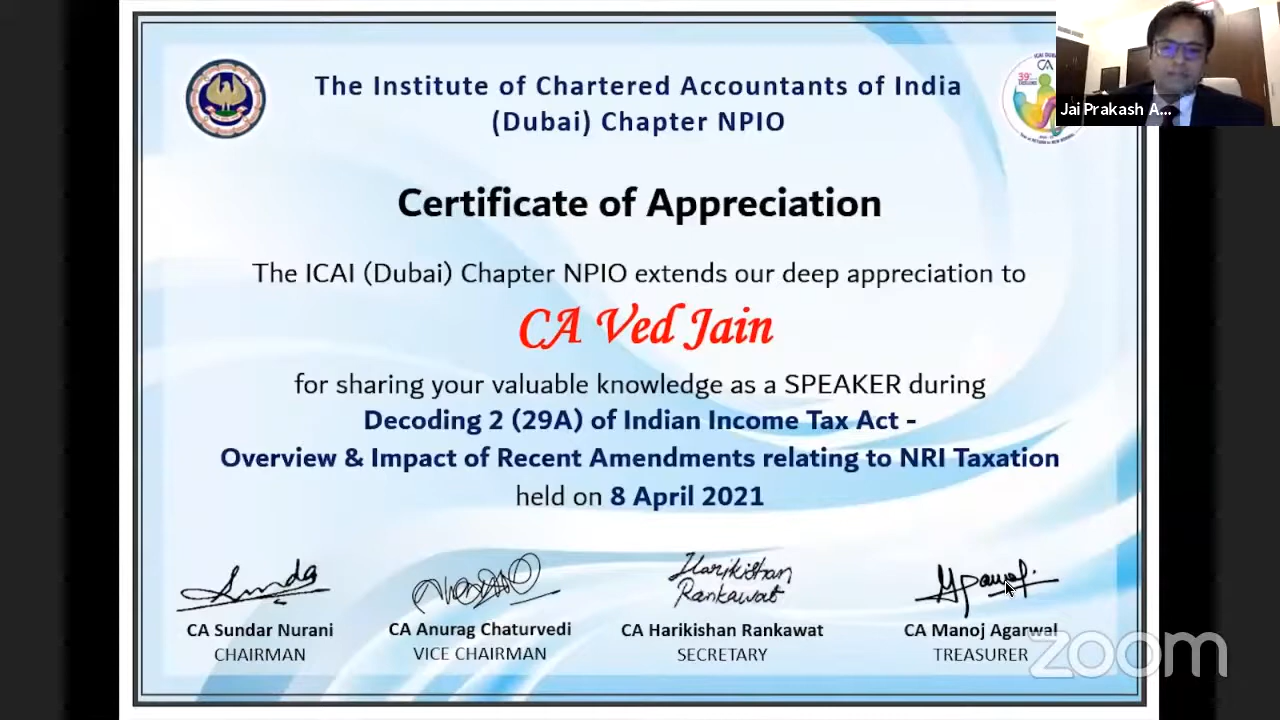 The Institute of Chartered Accountants of India
(Dubai) Chapter NPIO
Jai Prakash A...
Certificate of Appreciation
The ICAI (Dubai) Chapter NPIO extends our deep appreciation to
CA Ved Jain
for sharing your valuable knowledge as a SPEAKER during
Decoding 2 (29A) of Indian Income Tax Act -
Overview & Impact of Recent Amendments relating to NRI Taxation
held on 8 April 2021
Harikishan
Rankawat
CA Sundar Nurani
CHAIRMAN
CA Anurag Chaturvedi
VICE CHAIRMAN
CA Harikishan Rankawat
SECRETARY
CA Manoj Agarwal
TREASURER
zoom